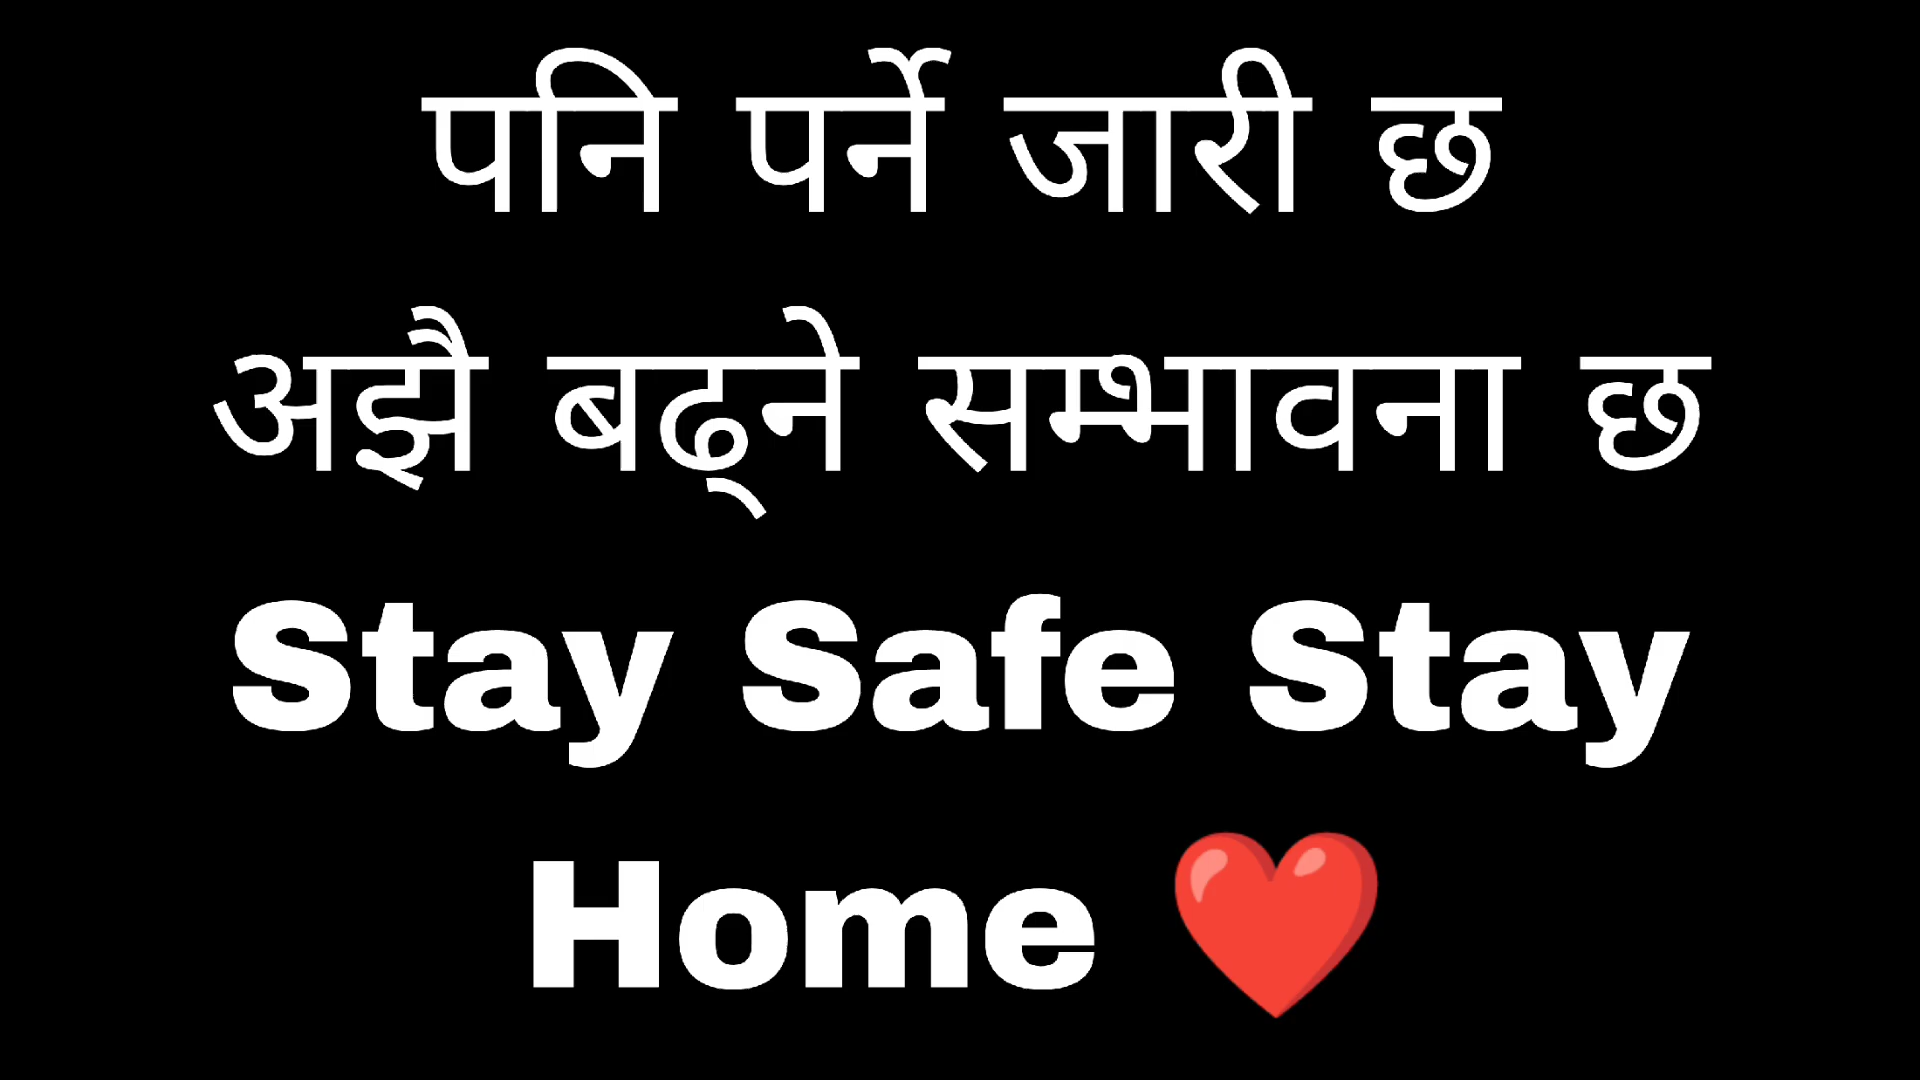 पनि पर्ने जारी छ
अझै बढ्ने सम्भावना छ
Stay Safe Stay
Home ❤️